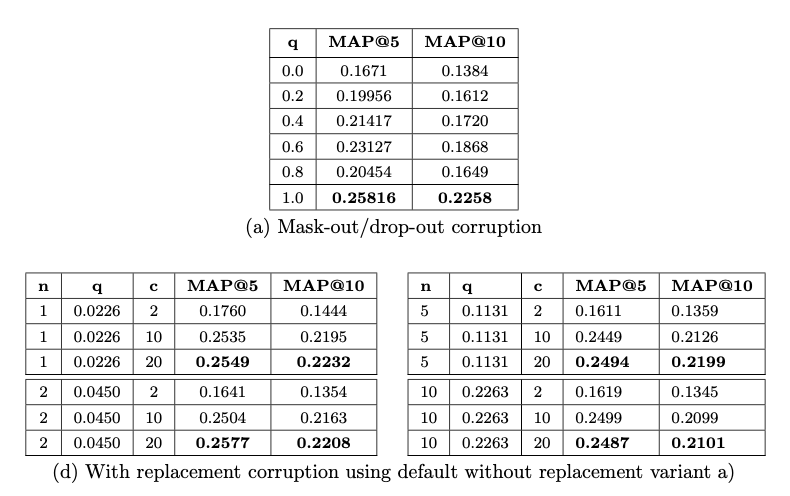 q MAP@5 MAP@10
0.0 0.1671 0.1384
0.2 0.19956 0.1612
0.4 0.21417 0.1720
0.6 0.23127 0.1868
0.8 0.20454 0.1649
1.0 0.25816 0.2258
(a) Mask-out/drop-out corruption
n q c MAP@5 MAP@10
1 0.0226 2 0.1760 0.1444
1 0.0226 10 0.2535 0.2195
1 0.0226 20 0.2549 0.2232
2 0.0450 2 0.1641 0.1354
2 0.0450 10 0.2504 0.2163
2 0.0450 20 0.2577 0.2208
n q c MAP@5 MAP@10
5 0.1131 2 0.1611 0.1359
5 0.1131 10 0.2449 0.2126
5 0.1131 20 0.2494 0.2199
10 0.2263 2 0.1619 0.1345
10 0.2263 10 0.2499 0.2099
10 0.2263 20 0.2487 0.2101
(d) With replacement corruption using default without replacement variant a)